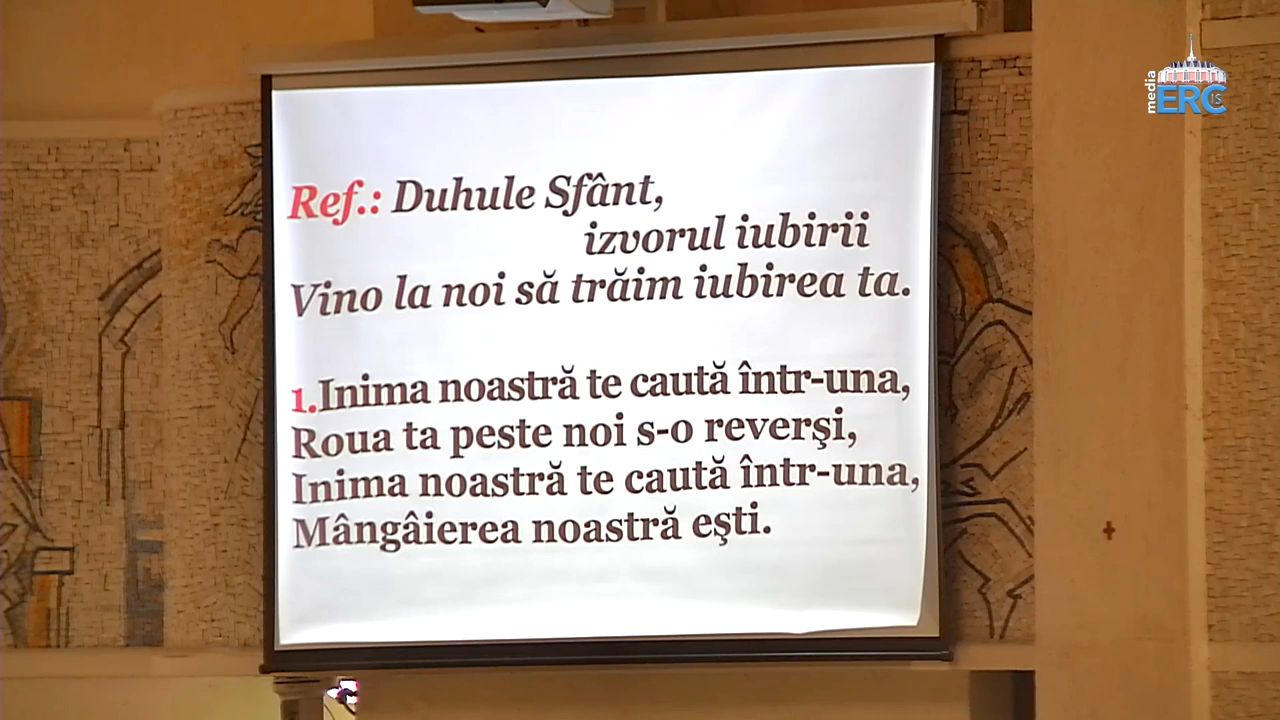 Ref.: Duhule Sfânt,
izvorul iubirii
Vino la noi să trăim iubirea ta.
1.Inima noastră te caută într-una,
Roua ta peste noi s-o reverşi,
Inima noastră te caută într-una,
Mângâierea noastră eşti.
media ERC IS